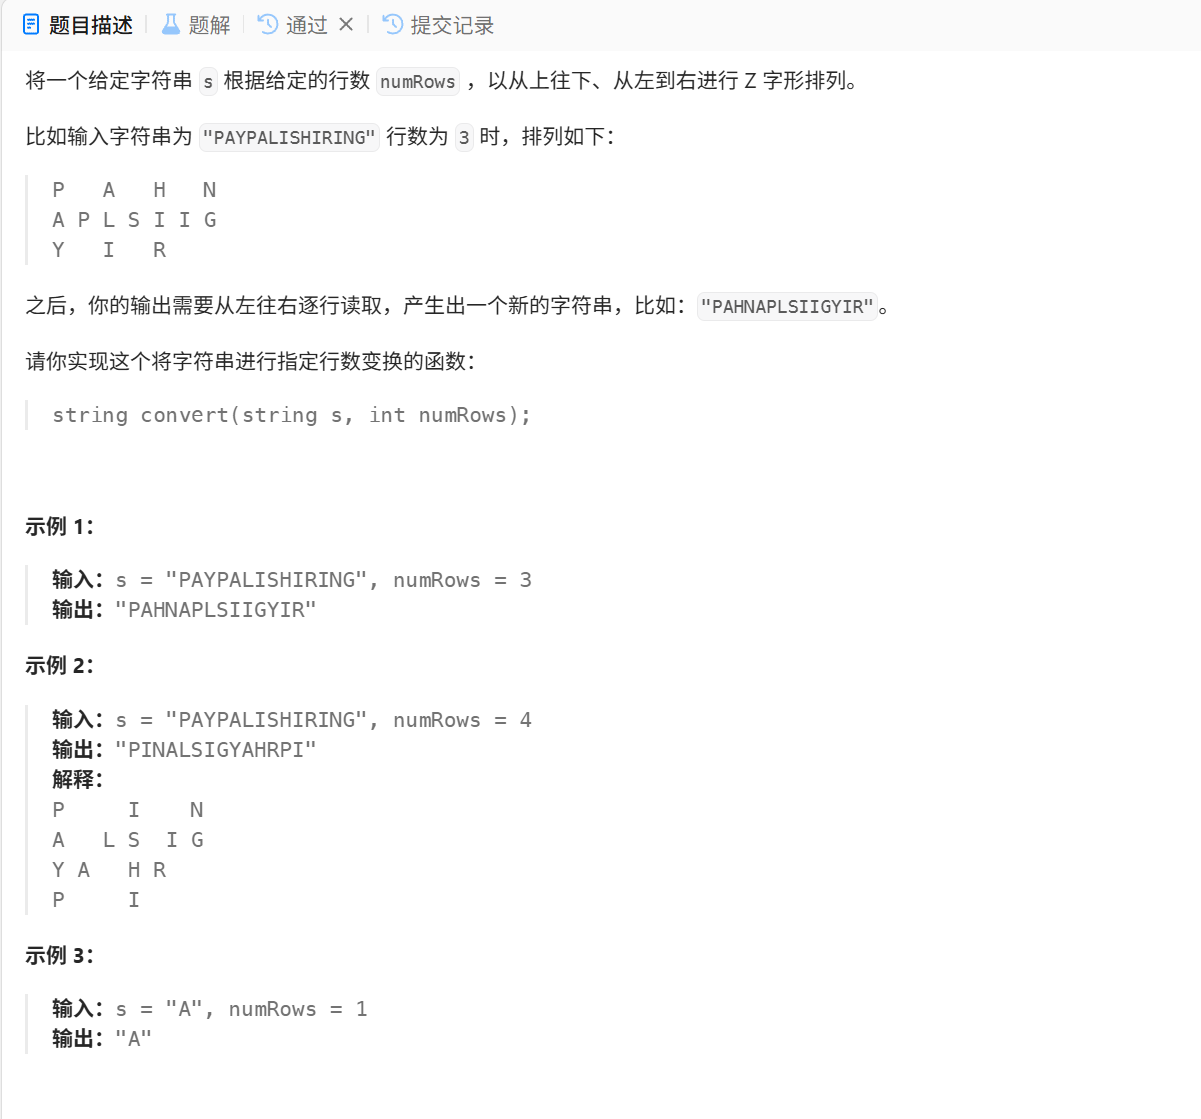 题目描述 题解 通过 提交记录
将一个给定字符串 s 根据给定的行数 numRows ，以从上往下、从左到右进行 Z 字形排列。
比如输入字符串为 "PAYPALISHIRING" 行数为 3 时，排列如下：
P   A   H   N
A P L S I I G
Y   I   R
之后，你的输出需要从左往右逐行读取，产生出一个新的字符串，比如："PAHNAPLSIIGYIR"。
请你实现这个将字符串进行指定行数变换的函数：
string convert(string s, int numRows);
示例 1：
输入：s = "PAYPALISHIRING", numRows = 3
输出："PAHNAPLSIIGYIR"
示例 2：
输入：s = "PAYPALISHIRING", numRows = 4
输出："PINALSIGYAHRPI"
解释：
P     I    N
A   L S  I G
Y A   H R
P     I
示例 3：
输入：s = "A", numRows = 1
输出："A"